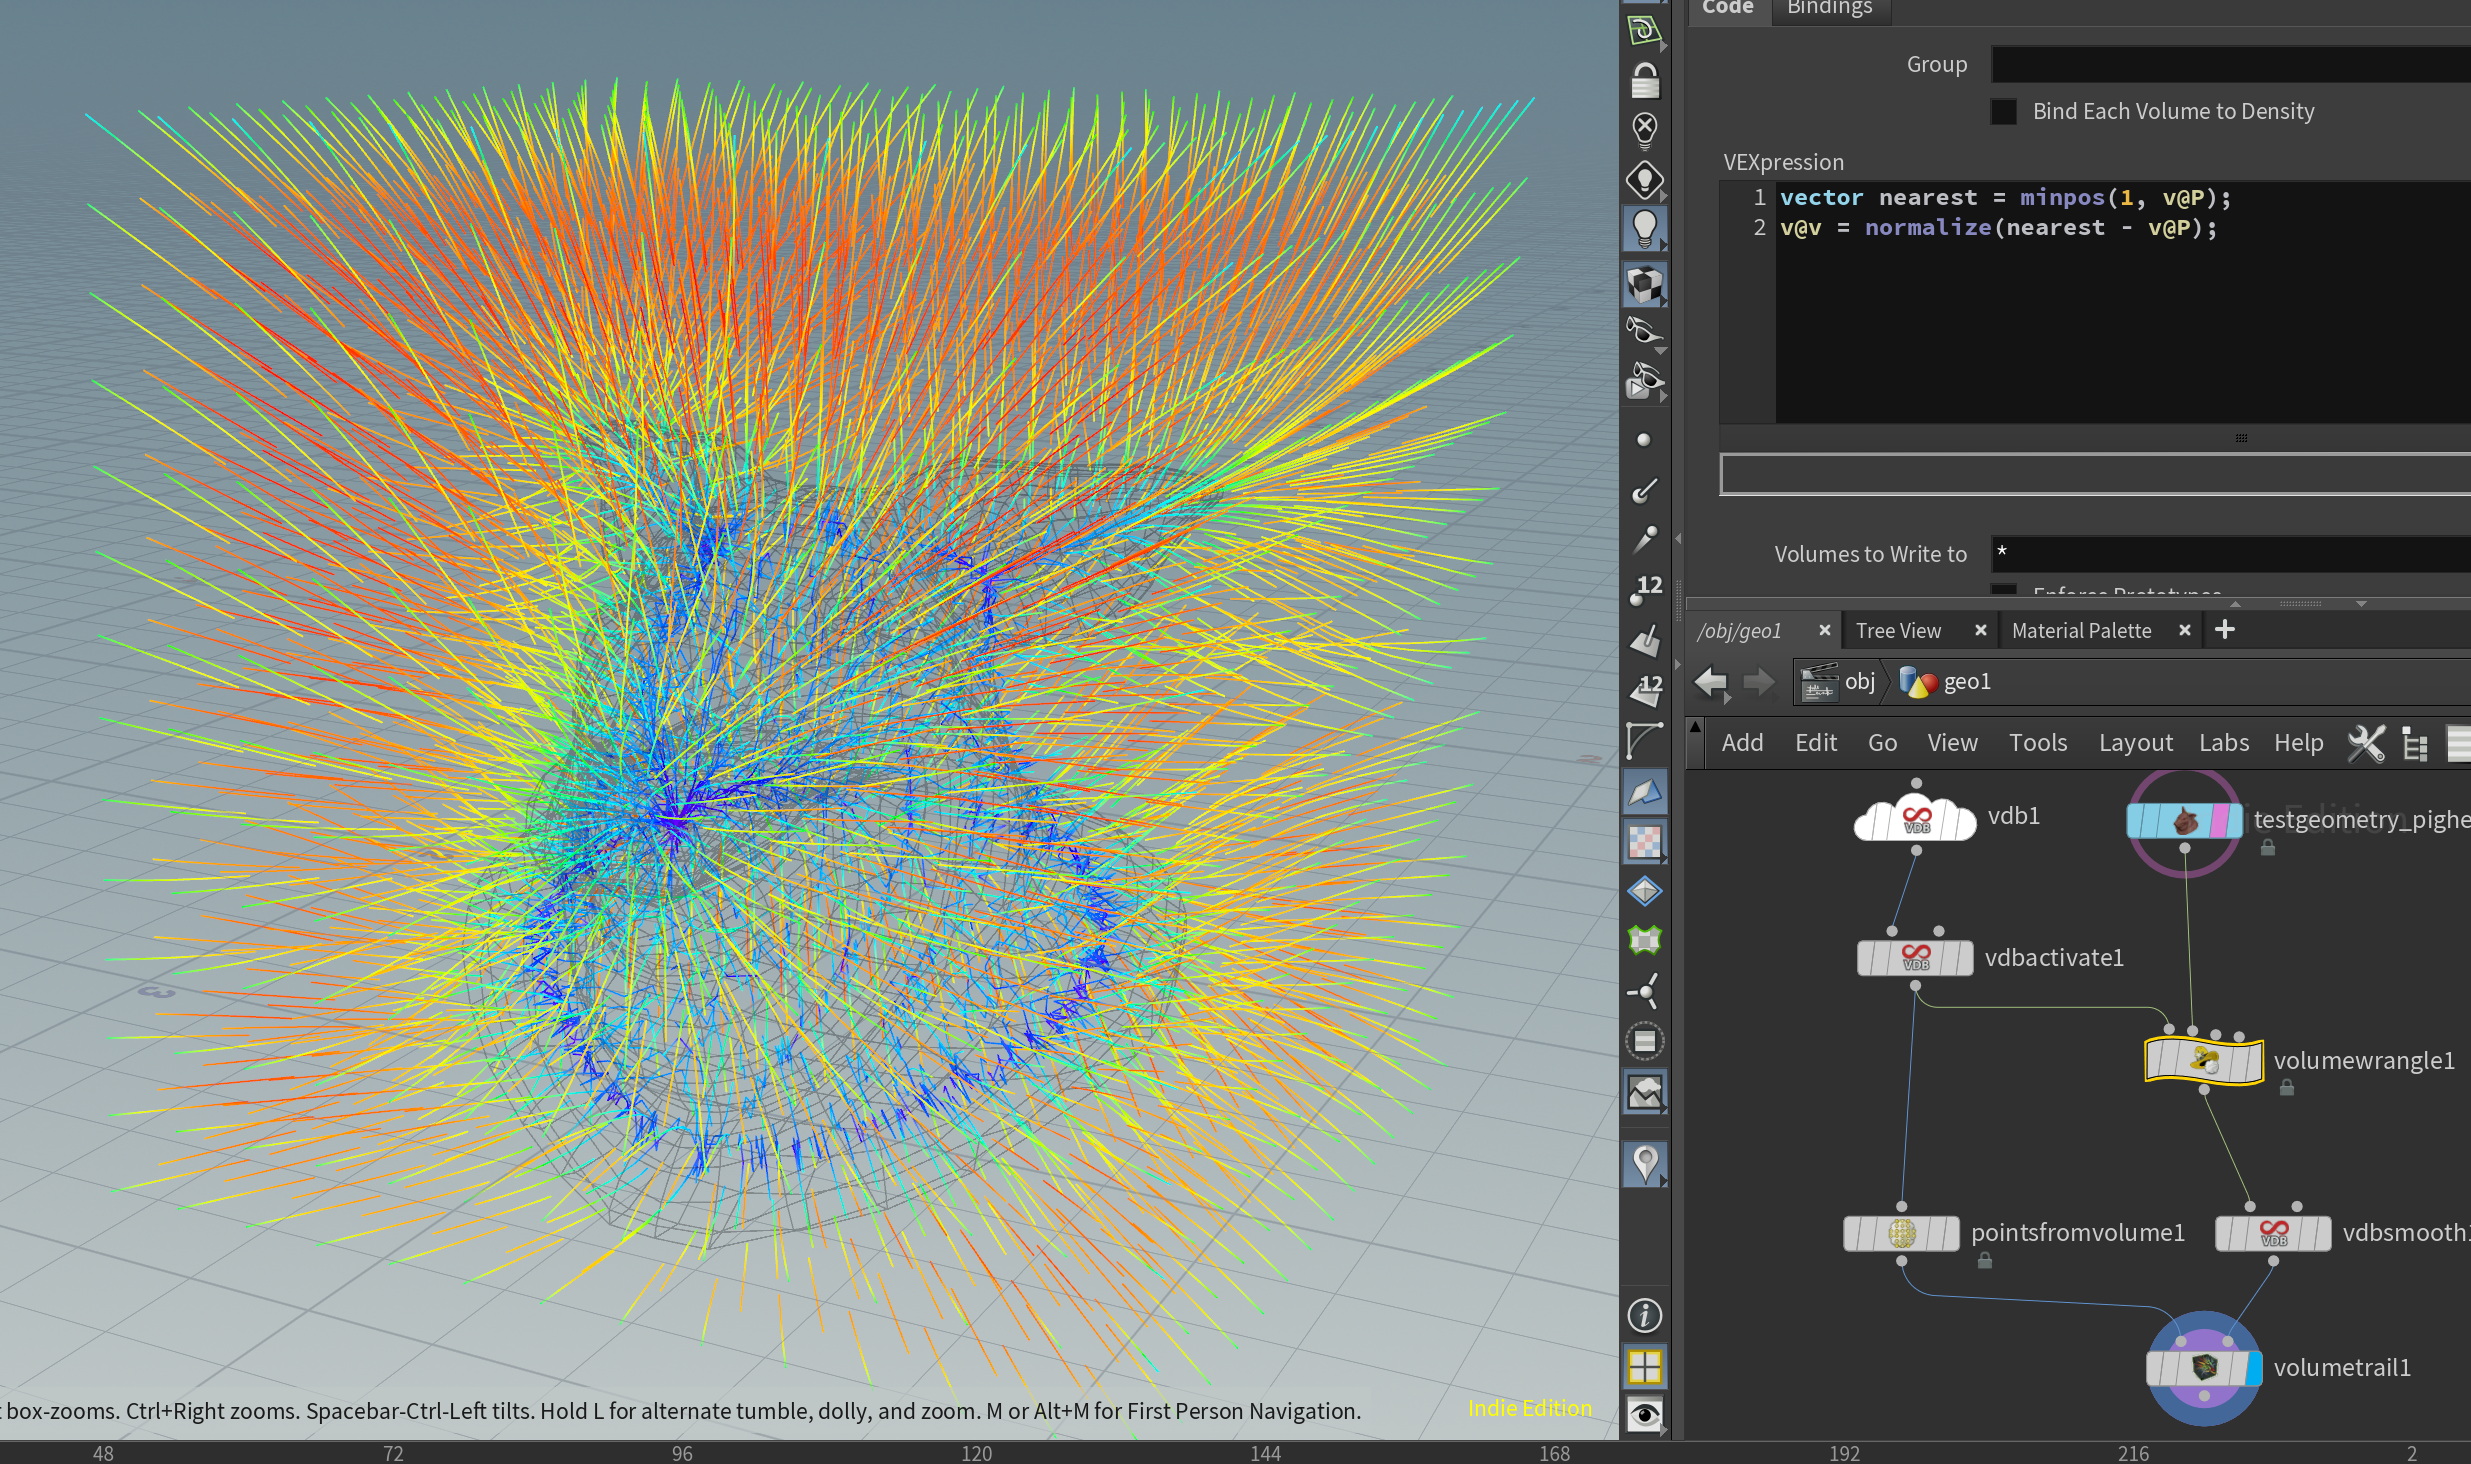 Code Bindings
Group
Bind Each Volume to Density
VEXpression
1 vector nearest = minpos(1, v@P);
2 v@v = normalize(nearest - v@P);
Volumes to Write to *
/obj/geo1 Tree View Material Palette
obj geo1
Add Edit Go View Tools Layout Labs Help
12
12
VDB vdb1
testgeometry_pighe
VDB vdbactivate1
volumewrangle1
pointsfromvolume1
VDB vdbsmooth1
volumetrail1
box-zooms. Ctrl+Right zooms. Spacebar-Ctrl-Left tilts. Hold L for alternate tumble, dolly, and zoom. M or Alt+M for First Person Navigation.
Indie Edition
48 72 96 120 144 168 192 216 2